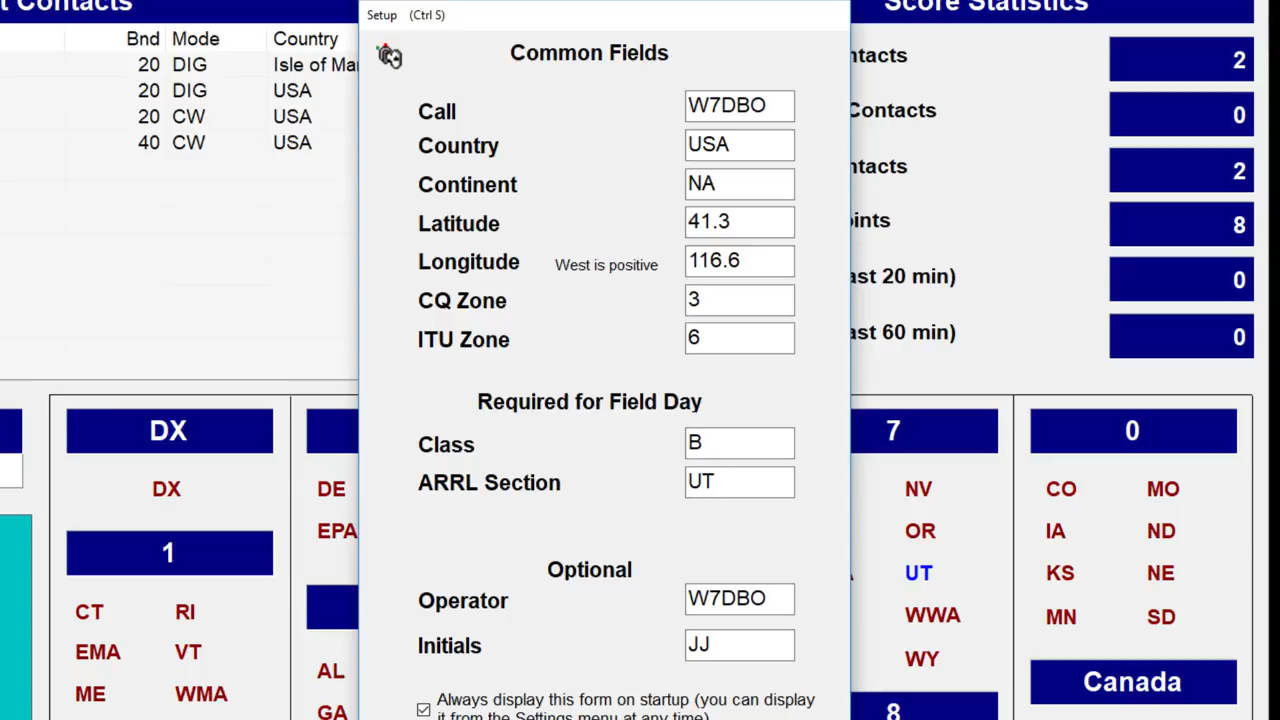 Setup (Ctrl S)
Contacts
Score Statistics
Bnd Mode Country
20 DIG Isle of
20 DIG USA
20 CW USA
40 CW USA
Common Fields
Call W7DBO
Country USA
Continent NA
Latitude 41.3
Longitude West is positive 116.6
CQ Zone 3
ITU Zone 6
Required for Field Day
Class B
ARRL Section UT
Optional
Operator W7DBO
Initials JJ
Always display this form on startup (you can display
it from the Settings menu at any time)
2
Contacts 0
2
8
20 min) 0
60 min) 0
DX
DX
1
CT RI
EMA VT
ME WMA
DE
EPA
AL
GA
7
NV
OR
UT
WWA
WY
8
0
CO MO
IA ND
KS NE
MN SD
Canada